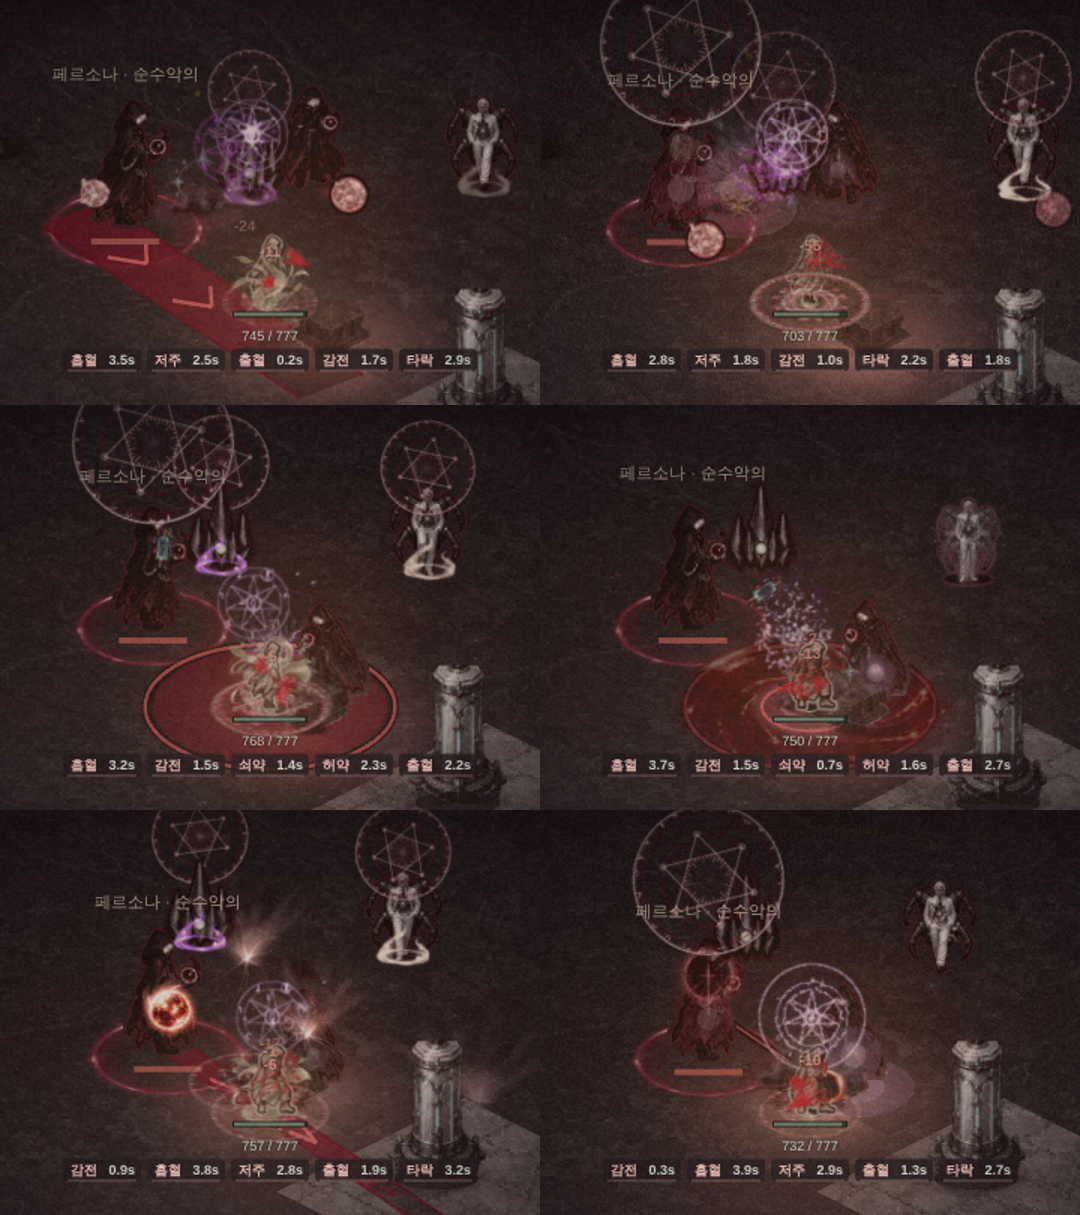 페르소나 · 순수악의
-24
745 / 777
흡혈 3.5s 저주 2.5s 출혈 0.2s 감전 1.7s 타락 2.9s
페르소나 · 순수악의
703 / 777
흡혈 2.8s 저주 1.8s 감전 1.0s 타락 2.2s 출혈 1.8s
페르소나 · 순수악의
768 / 777
흡혈 3.2s 감전 1.5s 쇠약 1.4s 허약 2.3s 출혈 2.2s
페르소나 · 순수악의
-13
750 / 777
흡혈 3.7s 감전 1.5s 쇠약 0.7s 허약 1.6s 출혈 2.7s
페르소나 · 순수악의
-6
757 / 777
감전 0.9s 흡혈 3.8s 저주 2.8s 출혈 1.9s 타락 3.2s
페르소나 · 순수악의
732 / 777
감전 0.3s 흡혈 3.9s 저주 2.9s 출혈 1.3s 타락 2.7s